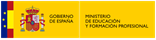 GOBIERNO
DE ESPAÑA
MINISTERIO
DE EDUCACIÓN
Y FORMACIÓN PROFESIONAL